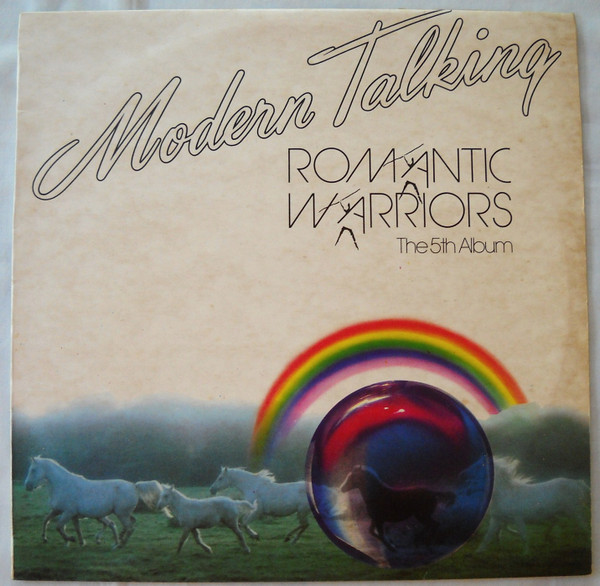 Modern Talking
ROMANTIC
WARRIORS
The 5th Album